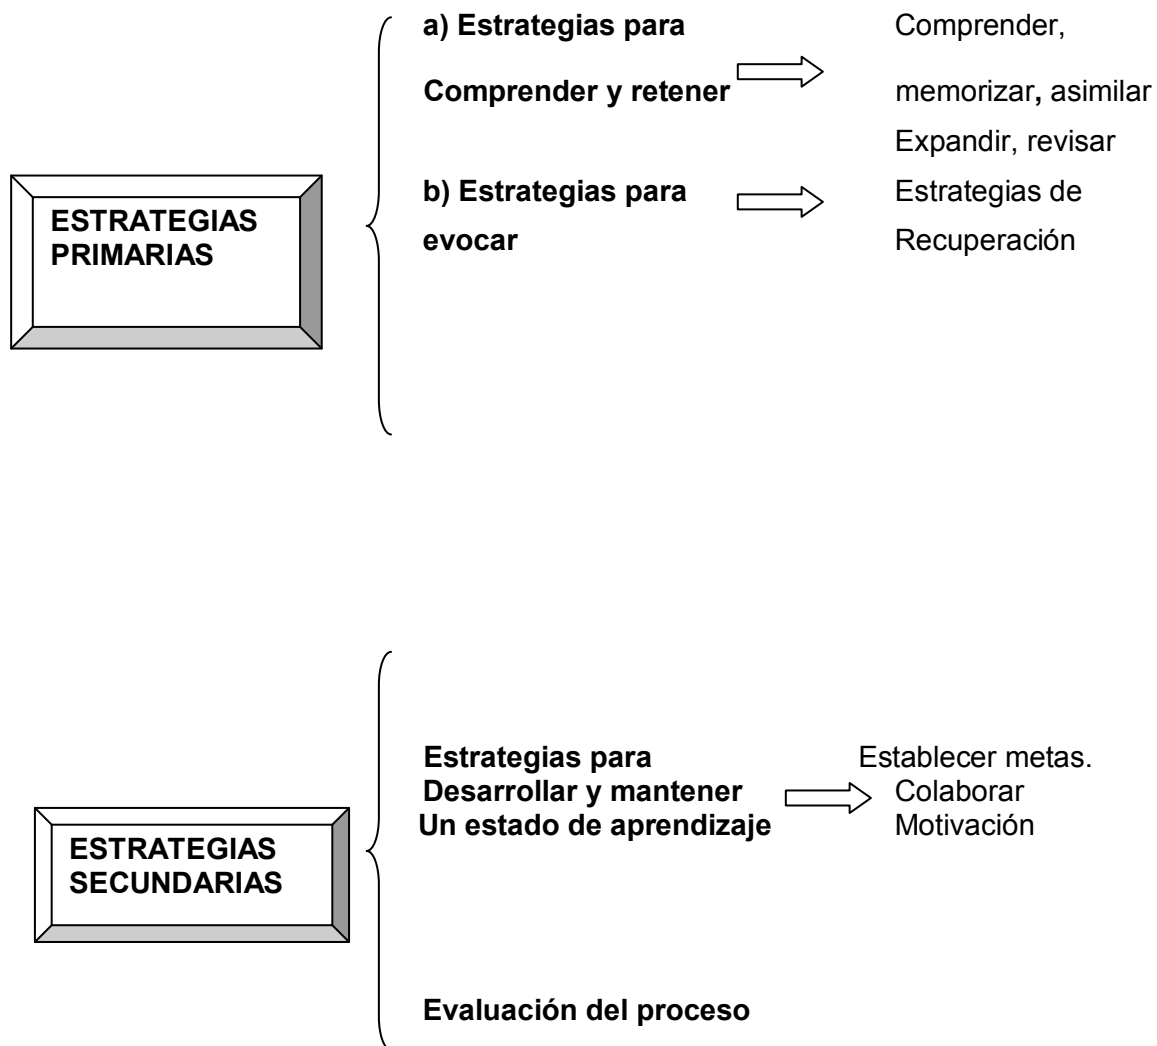 a) Estrategias para
Comprender y retener
Comprender,
memorizar, asimilar
Expandir, revisar
ESTRATEGIAS
PRIMARIAS
b) Estrategias para
evocar
Estrategias de
Recuperación
Estrategias para
Desarrollar y mantener
Un estado de aprendizaje
Establecer metas.
Colaborar
Motivación
ESTRATEGIAS
SECUNDARIAS
Evaluación del proceso